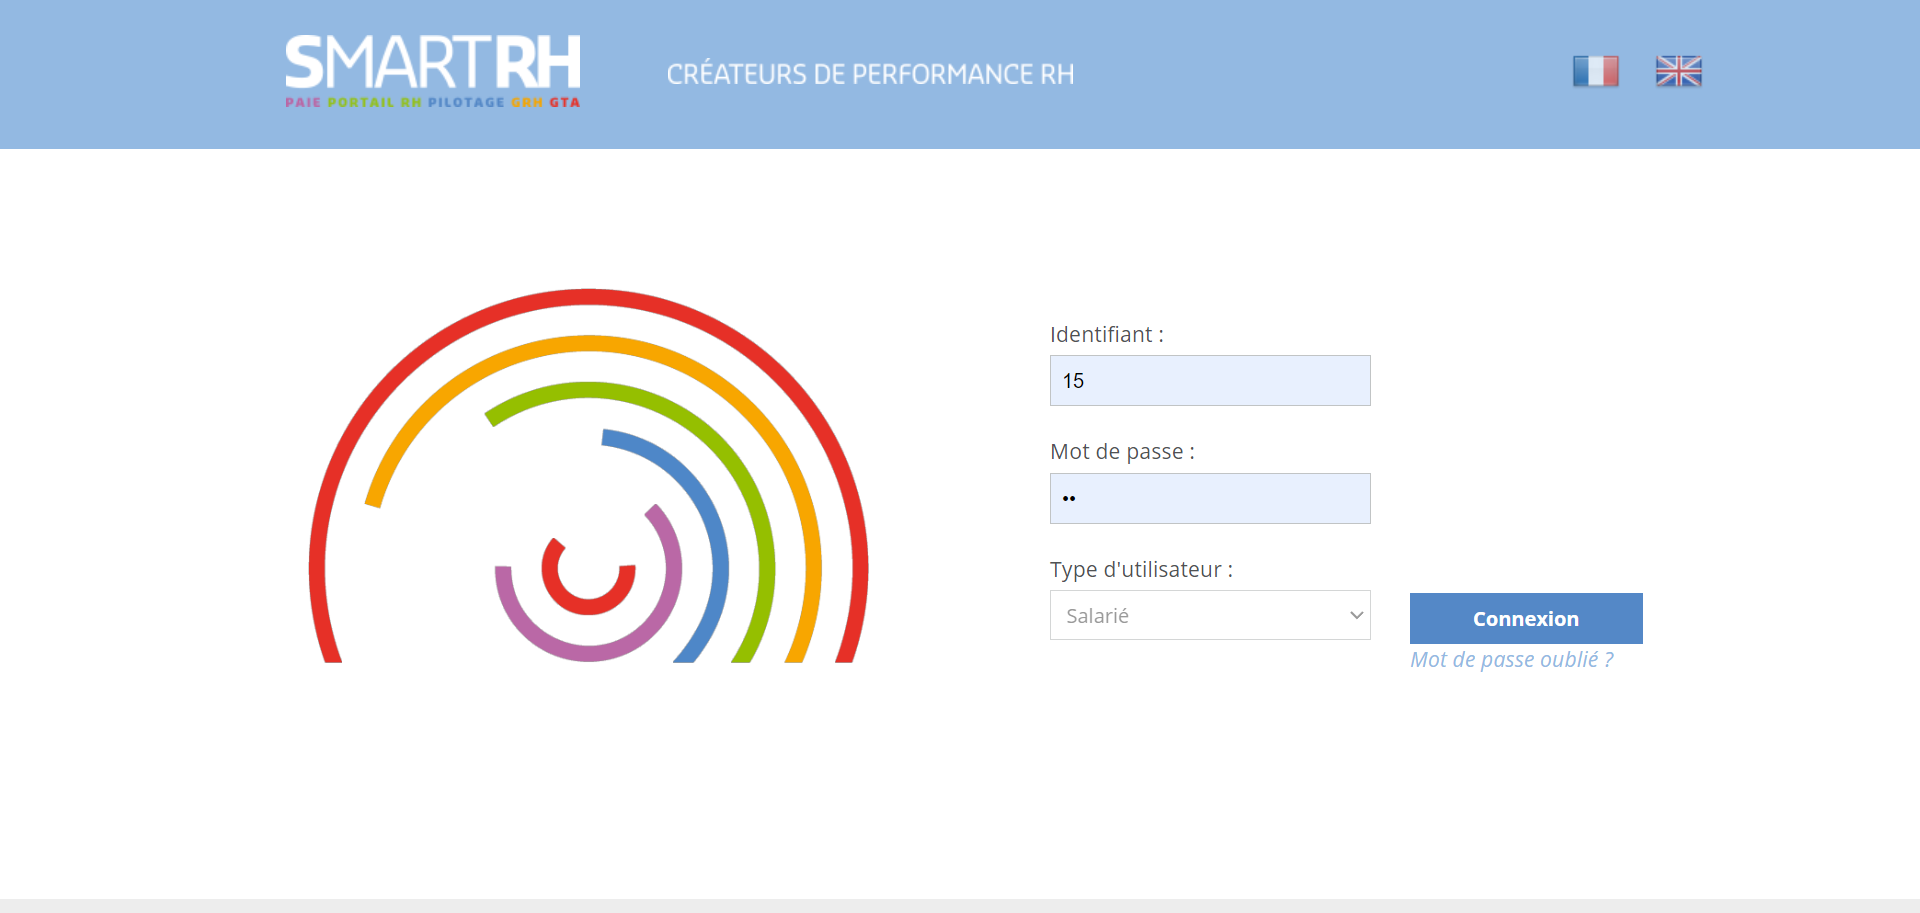 SMARTRH
PAIE PORTAIL RH PILOTAGE GRH GTA
CRÉATEURS DE PERFORMANCE RH
Identifiant :
15
Mot de passe :
••
Type d'utilisateur :
Salarié
Connexion
Mot de passe oublié ?